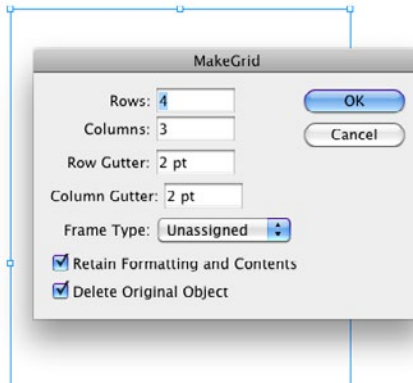 MakeGrid
Rows: 4
OK
Columns: 3
Cancel
Row Gutter: 2 pt
Column Gutter: 2 pt
Frame Type: Unassigned
Retain Formatting and Contents
Delete Original Object